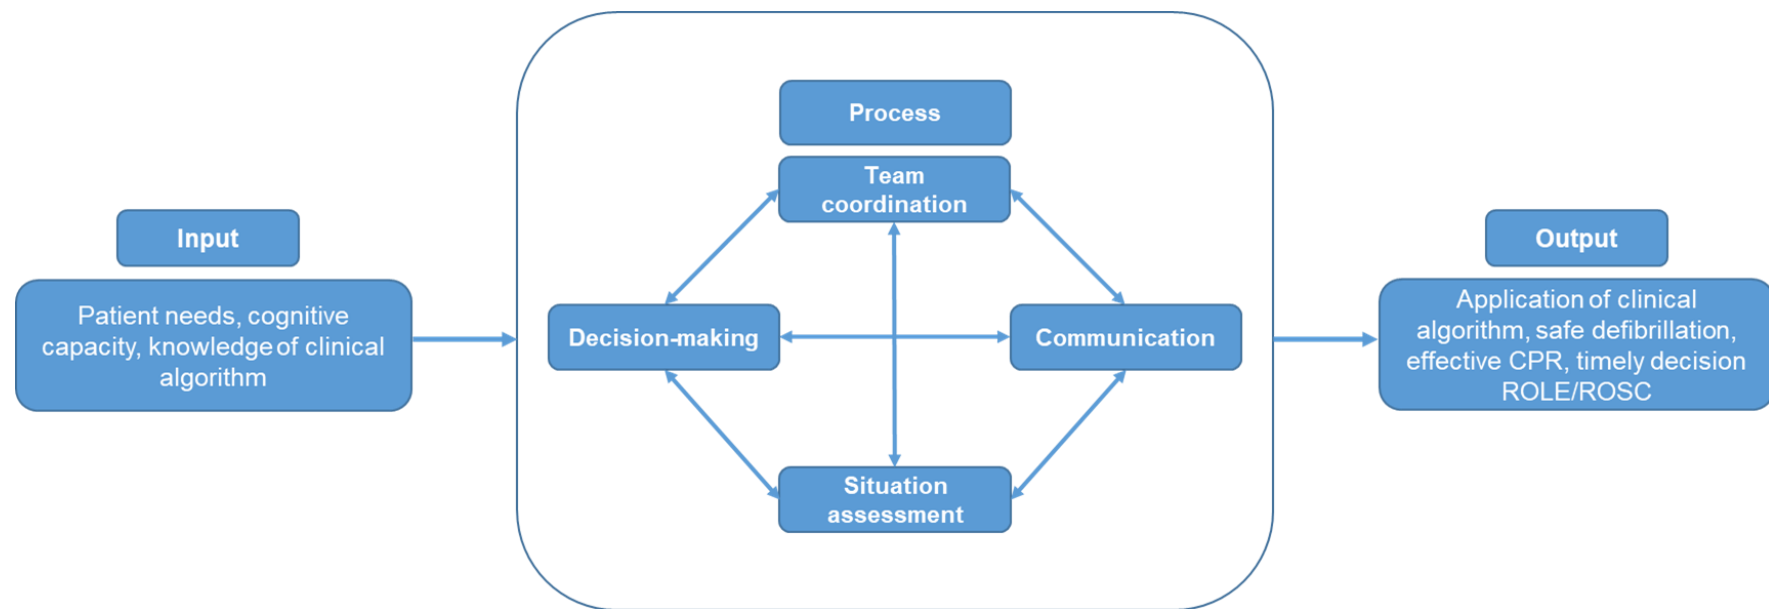 Input
Patient needs, cognitive
capacity, knowledge of clinical
algorithm
Process
Team
coordination
Decision-making
Communication
Situation
assessment
Output
Application of clinical
algorithm, safe defibrillation,
effective CPR, timely decision
ROLE/ROSC